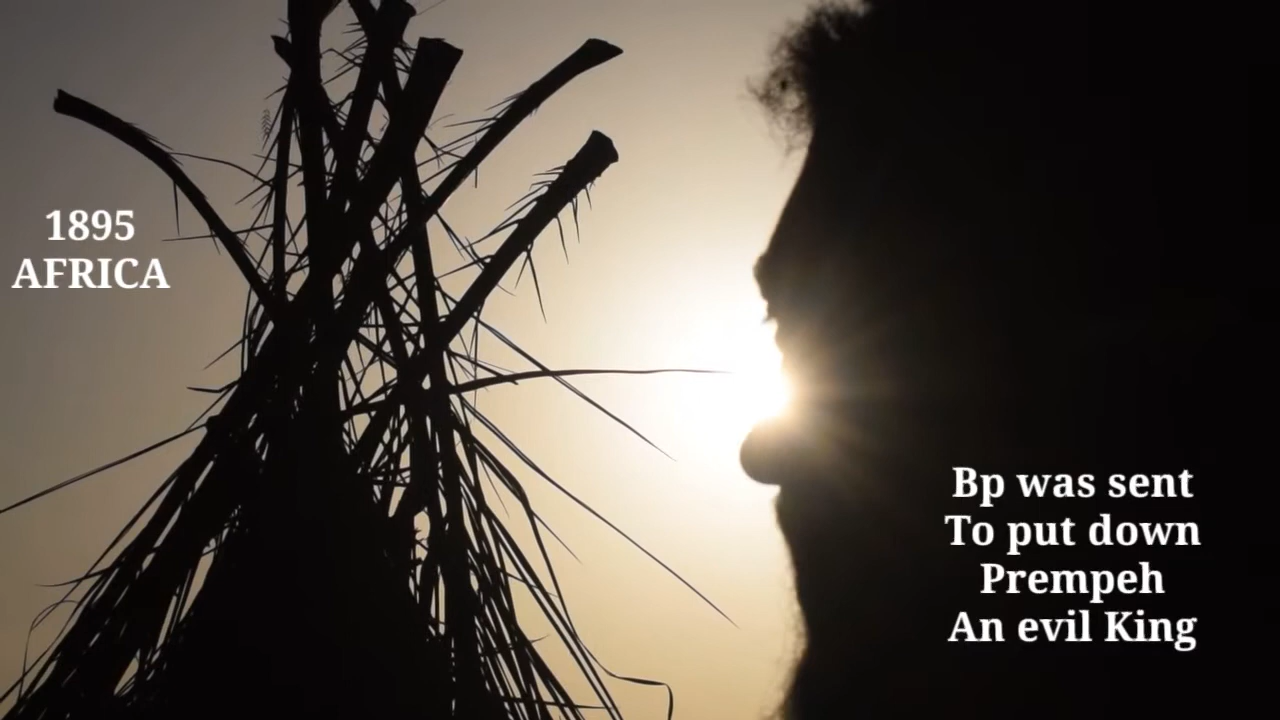 1895
AFRICA
Bp was sent
To put down
Prempeh
An evil King